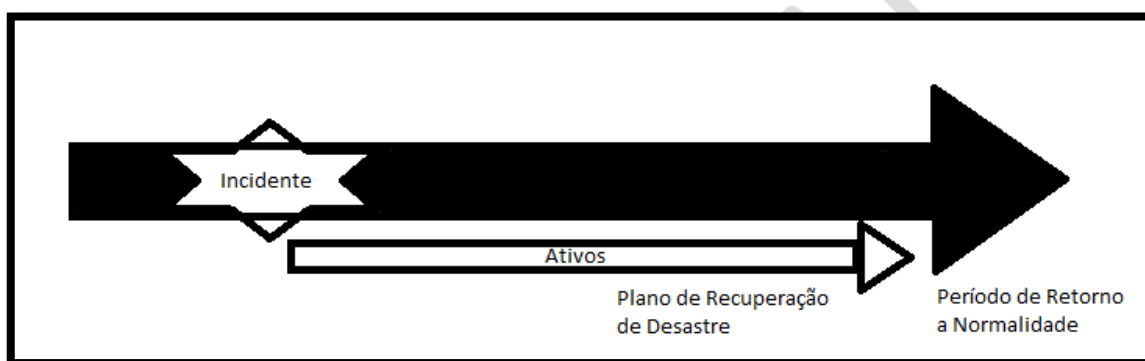 Incidente
Ativos
Plano de Recuperação
de Desastre
Período de Retorno
a Normalidade